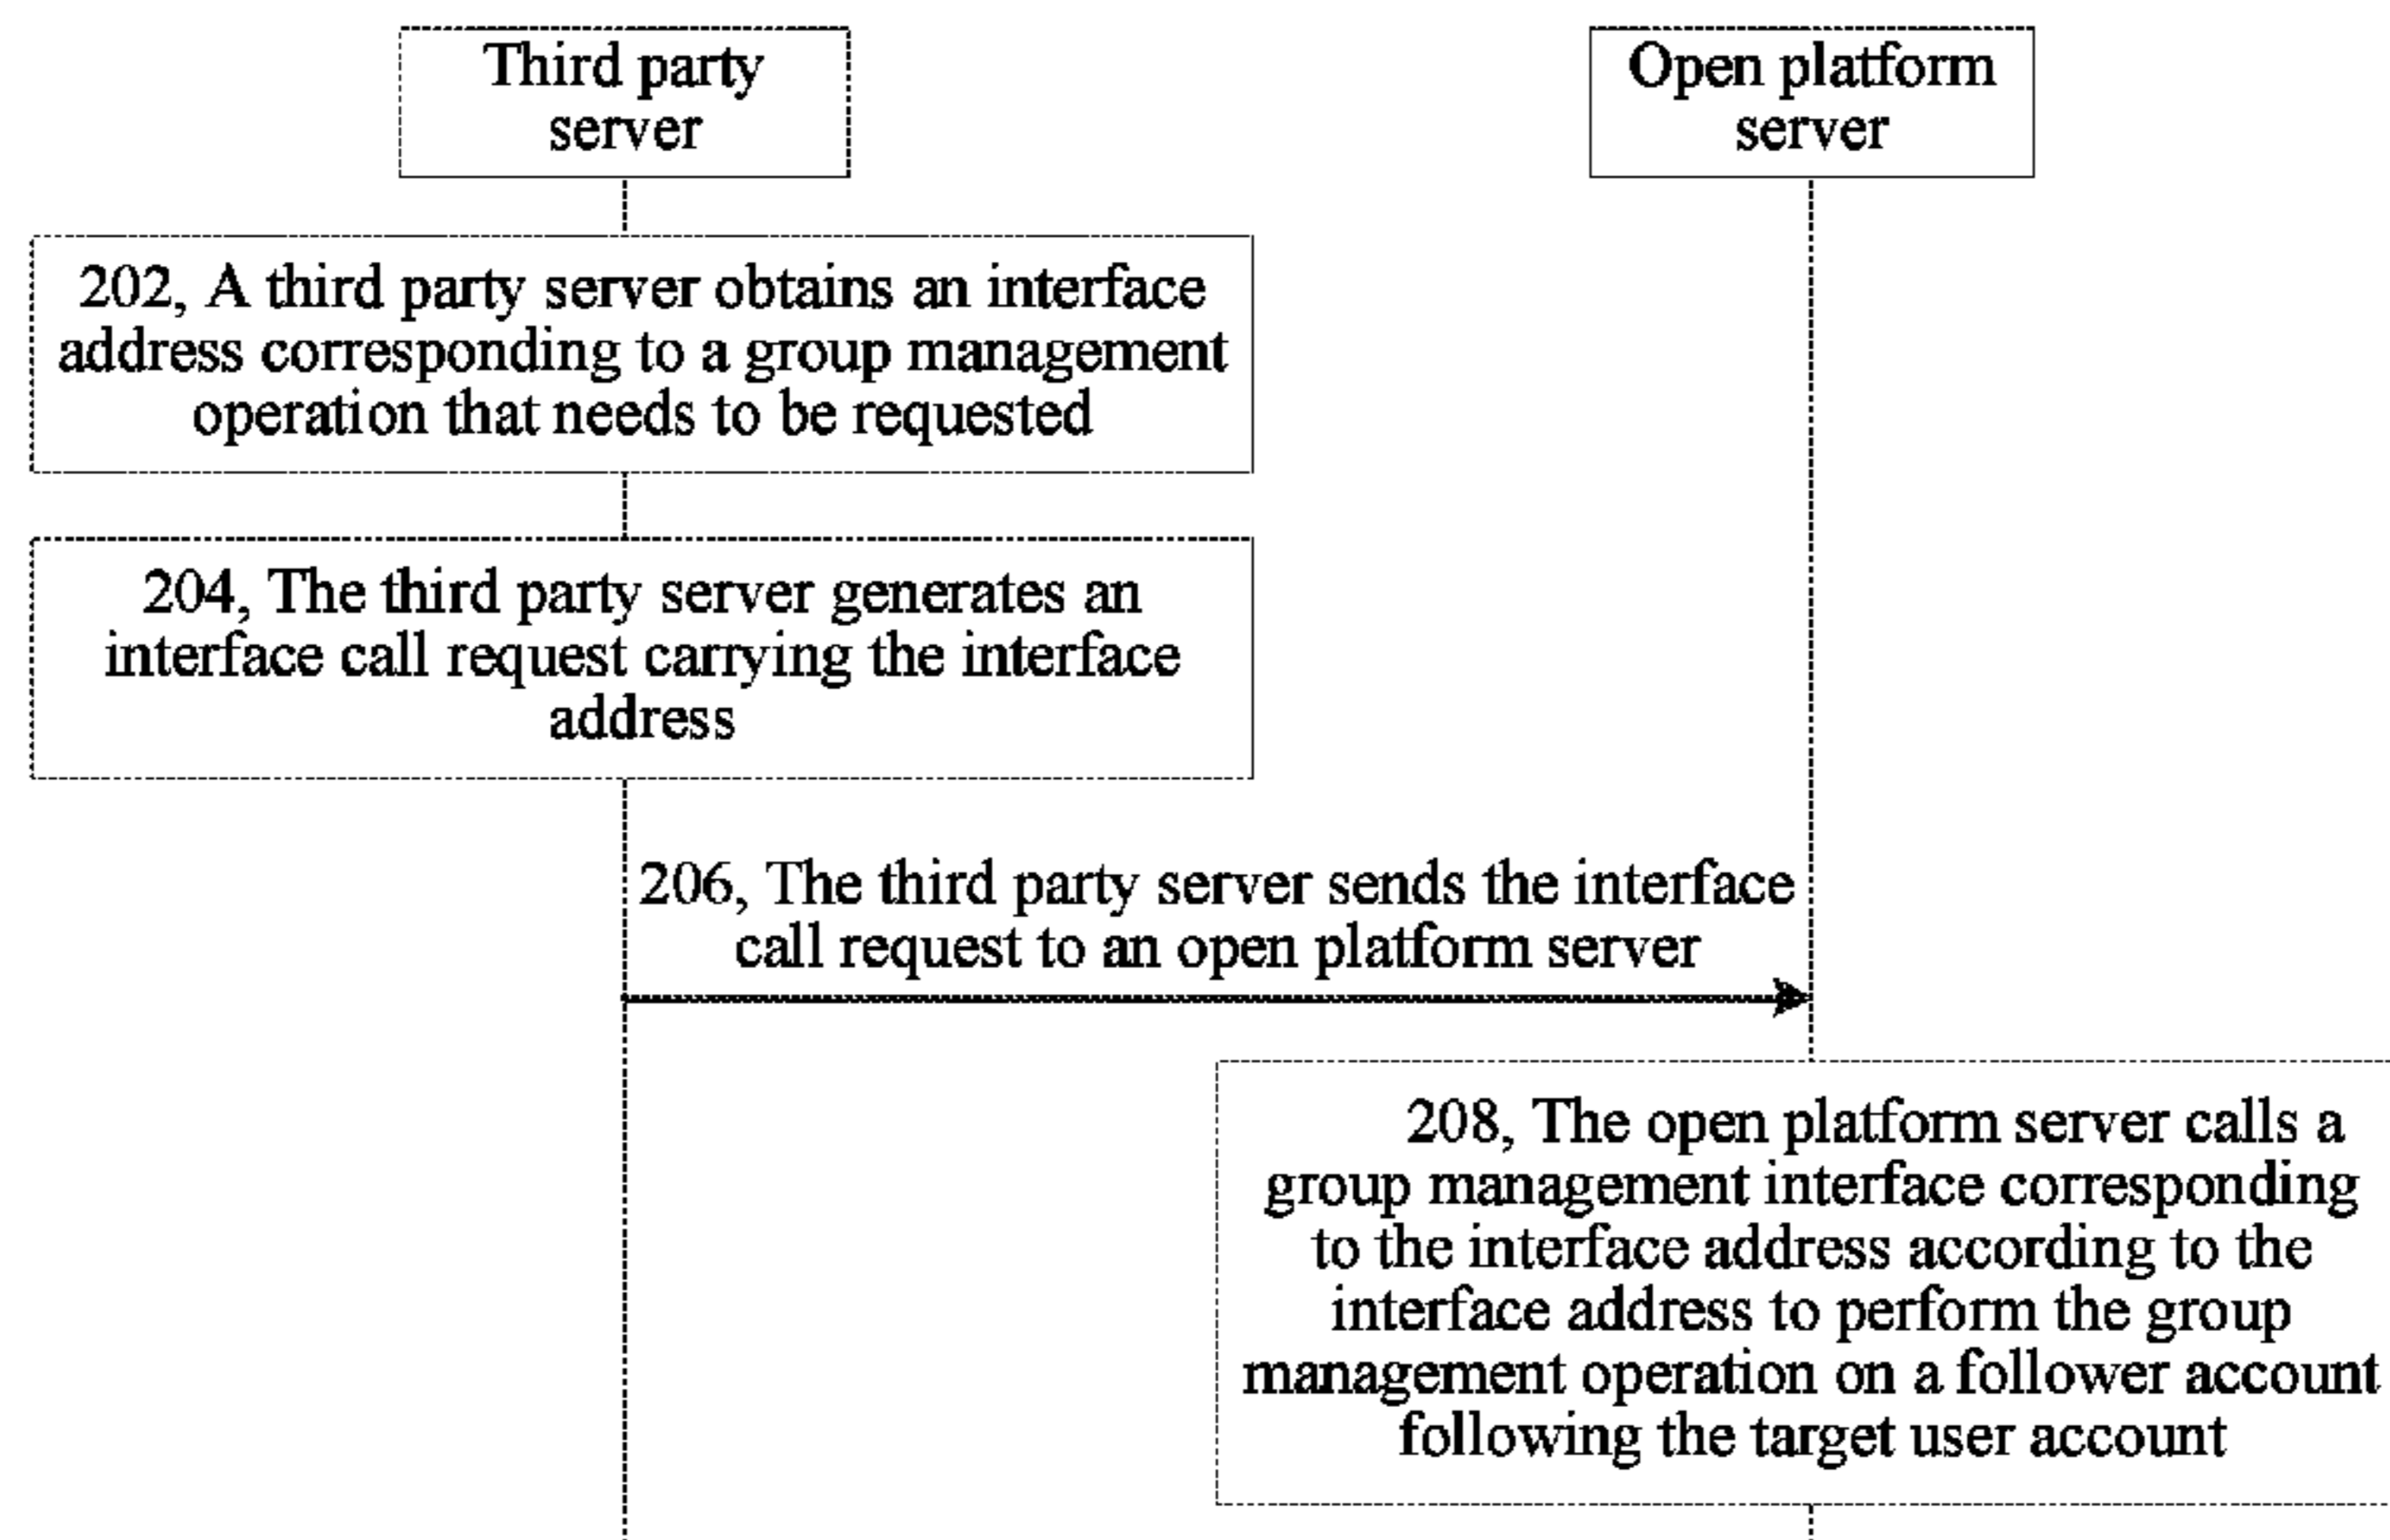 Third party
server
Open platform
server
202, A third party server obtains an interface
address corresponding to a group management
operation that needs to be requested
204, The third party server generates an
interface call request carrying the interface
address
206, The third party server sends the interface
call request to an open platform server
208, The open platform server calls a
group management interface corresponding
to the interface address according to the
interface address to perform the group
management operation on a follower account
following the target user account